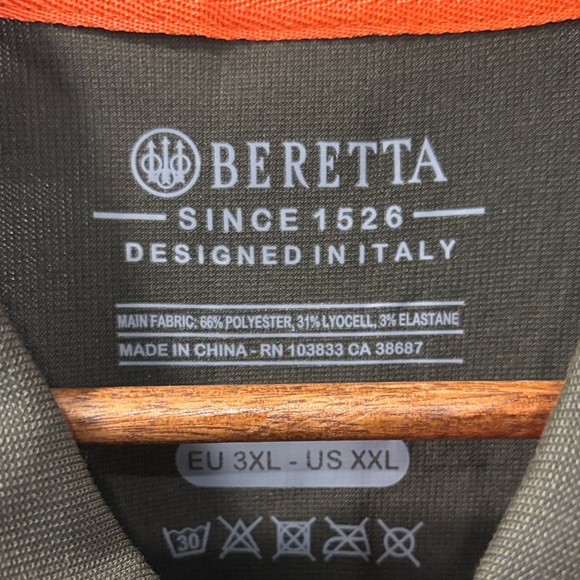 BERETTA
SINCE 1526
DESIGNED IN ITALY
MAIN FABRIC: 66% POLYESTER, 31% LYOCELL, 3% ELASTANE
MADE IN CHINA - RN 103833 CA 38687
EU 3XL - US XXL
30